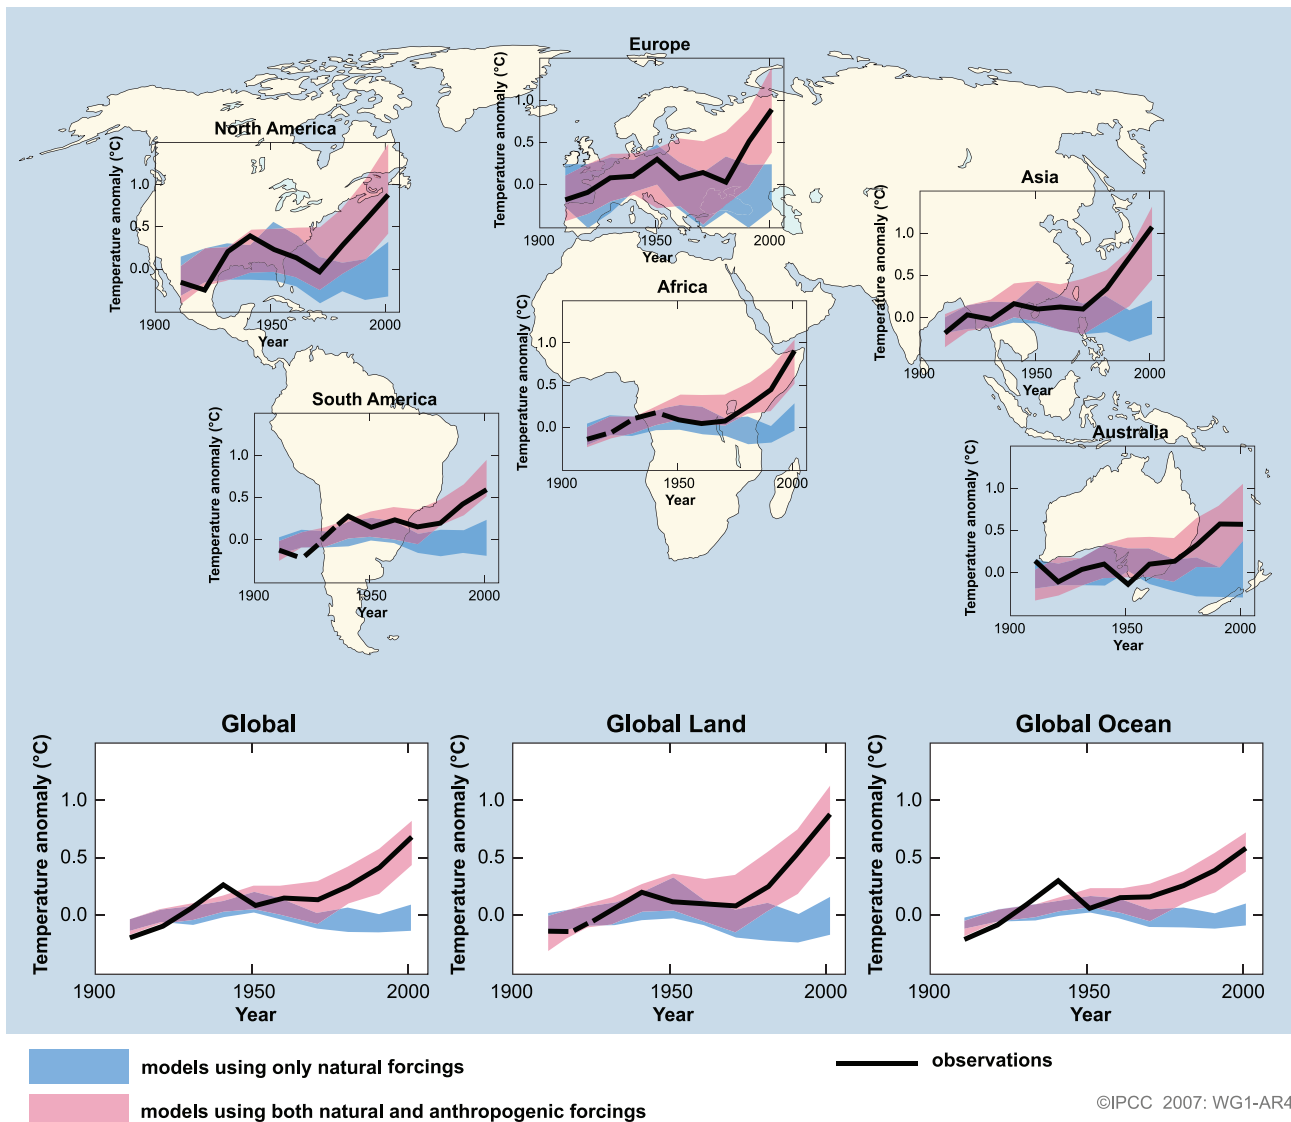 Europe
Temperature anomaly (°C)
1.0
0.5
0.0
1900
1950
2000
Year
North America
Temperature anomaly (°C)
1.0
0.5
0.0
1900
1950
2000
Year
Asia
Temperature anomaly (°C)
1.0
0.5
0.0
1900
1950
2000
Year
Africa
Temperature anomaly (°C)
1.0
0.5
0.0
1900
1950
2000
Year
South America
Temperature anomaly (°C)
1.0
0.5
0.0
1900
1950
2000
Year
Australia
Temperature anomaly (°C)
1.0
0.5
0.0
1900
1950
2000
Year
Global
Temperature anomaly (°C)
1.0
0.5
0.0
1900
1950
2000
Year
Global Land
Temperature anomaly (°C)
1.0
0.5
0.0
1900
1950
2000
Year
Global Ocean
Temperature anomaly (°C)
1.0
0.5
0.0
1900
1950
2000
Year
models using only natural forcings
observations
models using both natural and anthropogenic forcings
©IPCC 2007: WG1-AR4